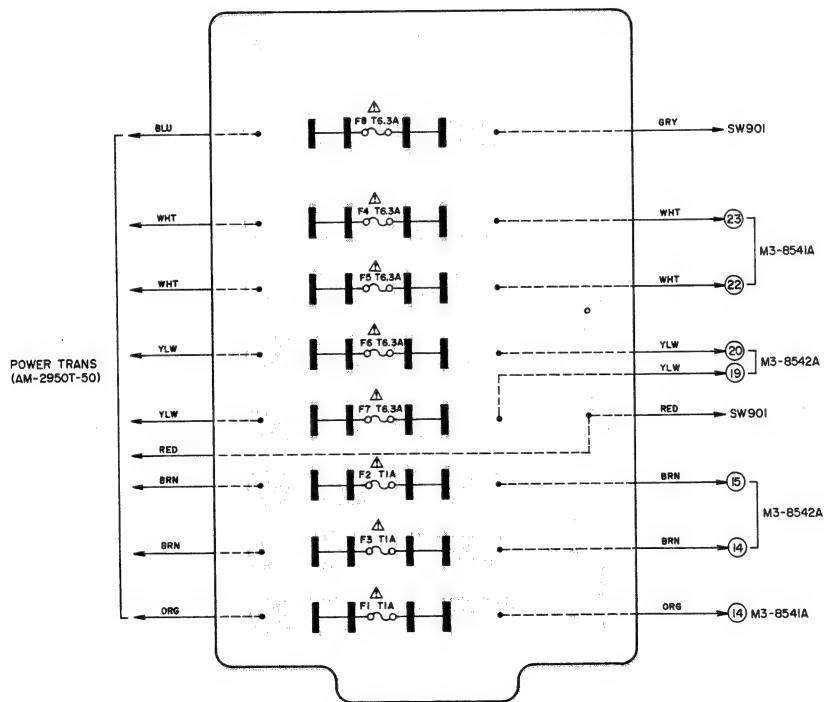 BLU
F8 T6.3A
GRY
SW901
WHT
F4 T6.3A
WHT
23
M3-8541A
WHT
F5 T6.3A
WHT
22
YLW
F6 T6.3A
YLW
20
M3-8542A
YLW
19
POWER TRANS
(AM-2950T-50)
YLW
F7 T6.3A
RED
SW901
RED
BRN
F2 T1A
BRN
15
M3-8542A
BRN
F3 T1A
BRN
14
ORG
F1 T1A
ORG
14 M3-8541A